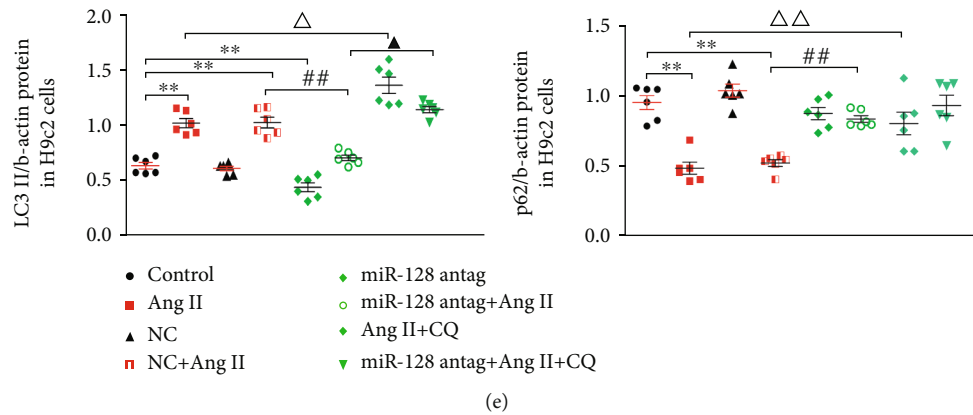 LC3 II/b-actin protein
in H9c2 cells
2.0
1.5
1.0
0.5
0.0
**
**
**
##
△
▲
p62/b-actin protein
in H9c2 cells
1.5
1.0
0.5
0.0
**
**
##
△△
Control
Ang II
NC
NC+Ang II
miR-128 antag
miR-128 antag+Ang II
Ang II+CQ
miR-128 antag+Ang II+CQ
(e)